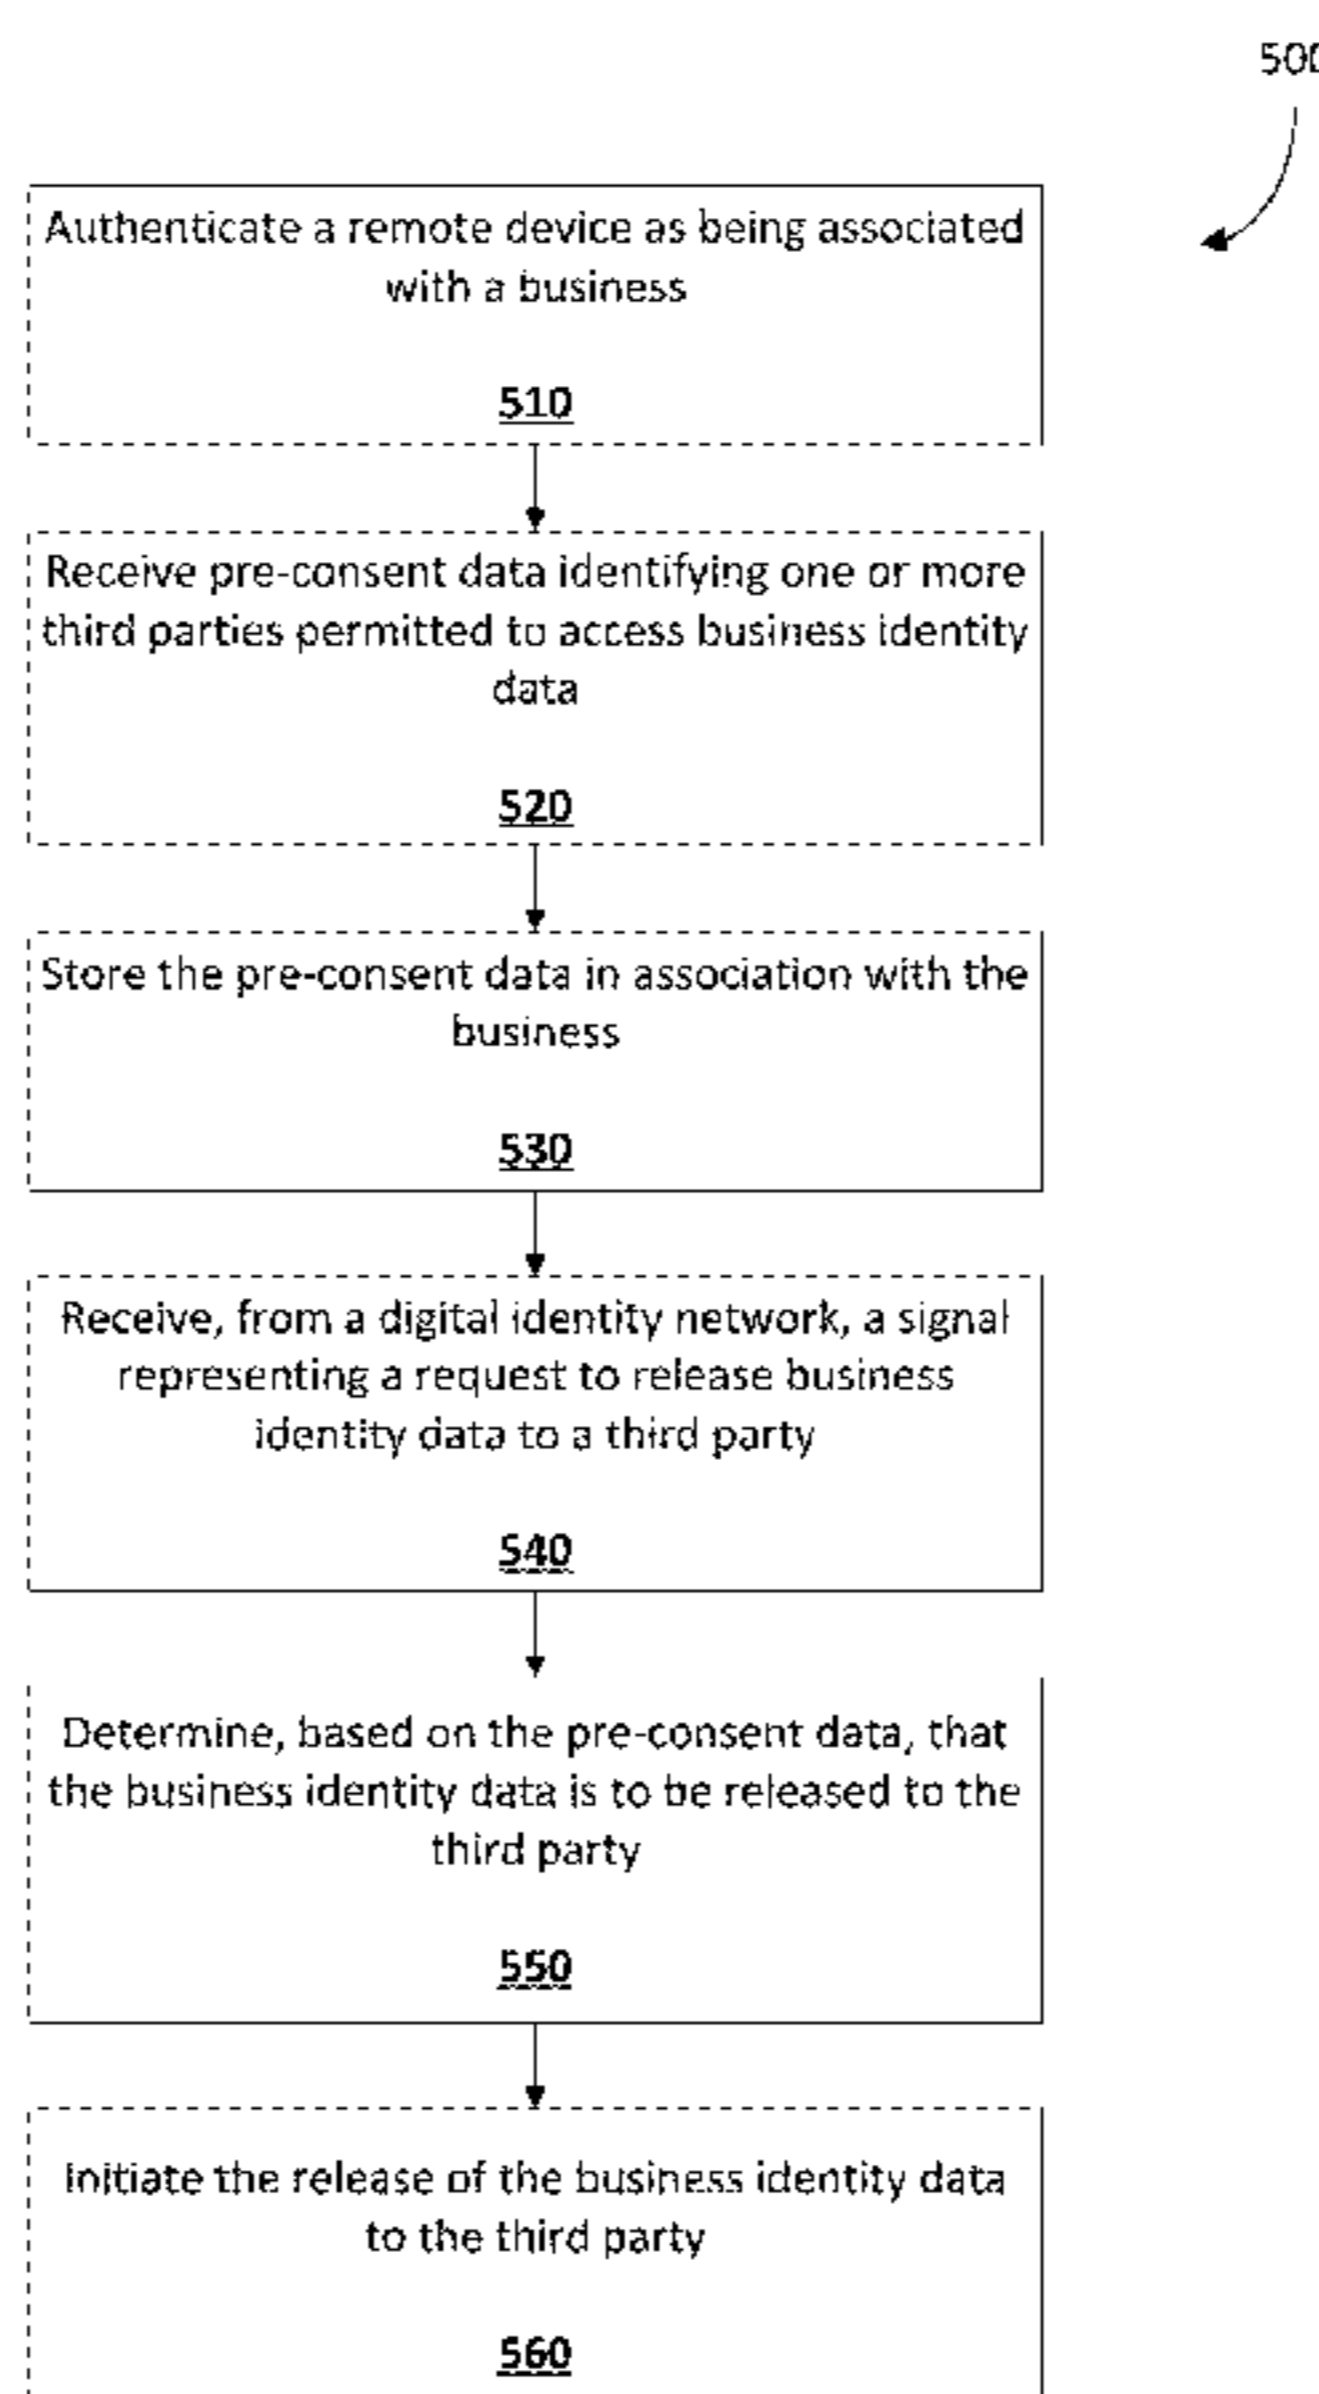 500
Authenticate a remote device as being associated
with a business
510
Receive pre-consent data identifying one or more
third parties permitted to access business identity
data
520
Store the pre-consent data in association with the
business
530
Receive, from a digital identity network, a signal
representing a request to release business
identity data to a third party
540
Determine, based on the pre-consent data, that
the business identity data is to be released to the
third party
550
Initiate the release of the business identity data
to the third party
560